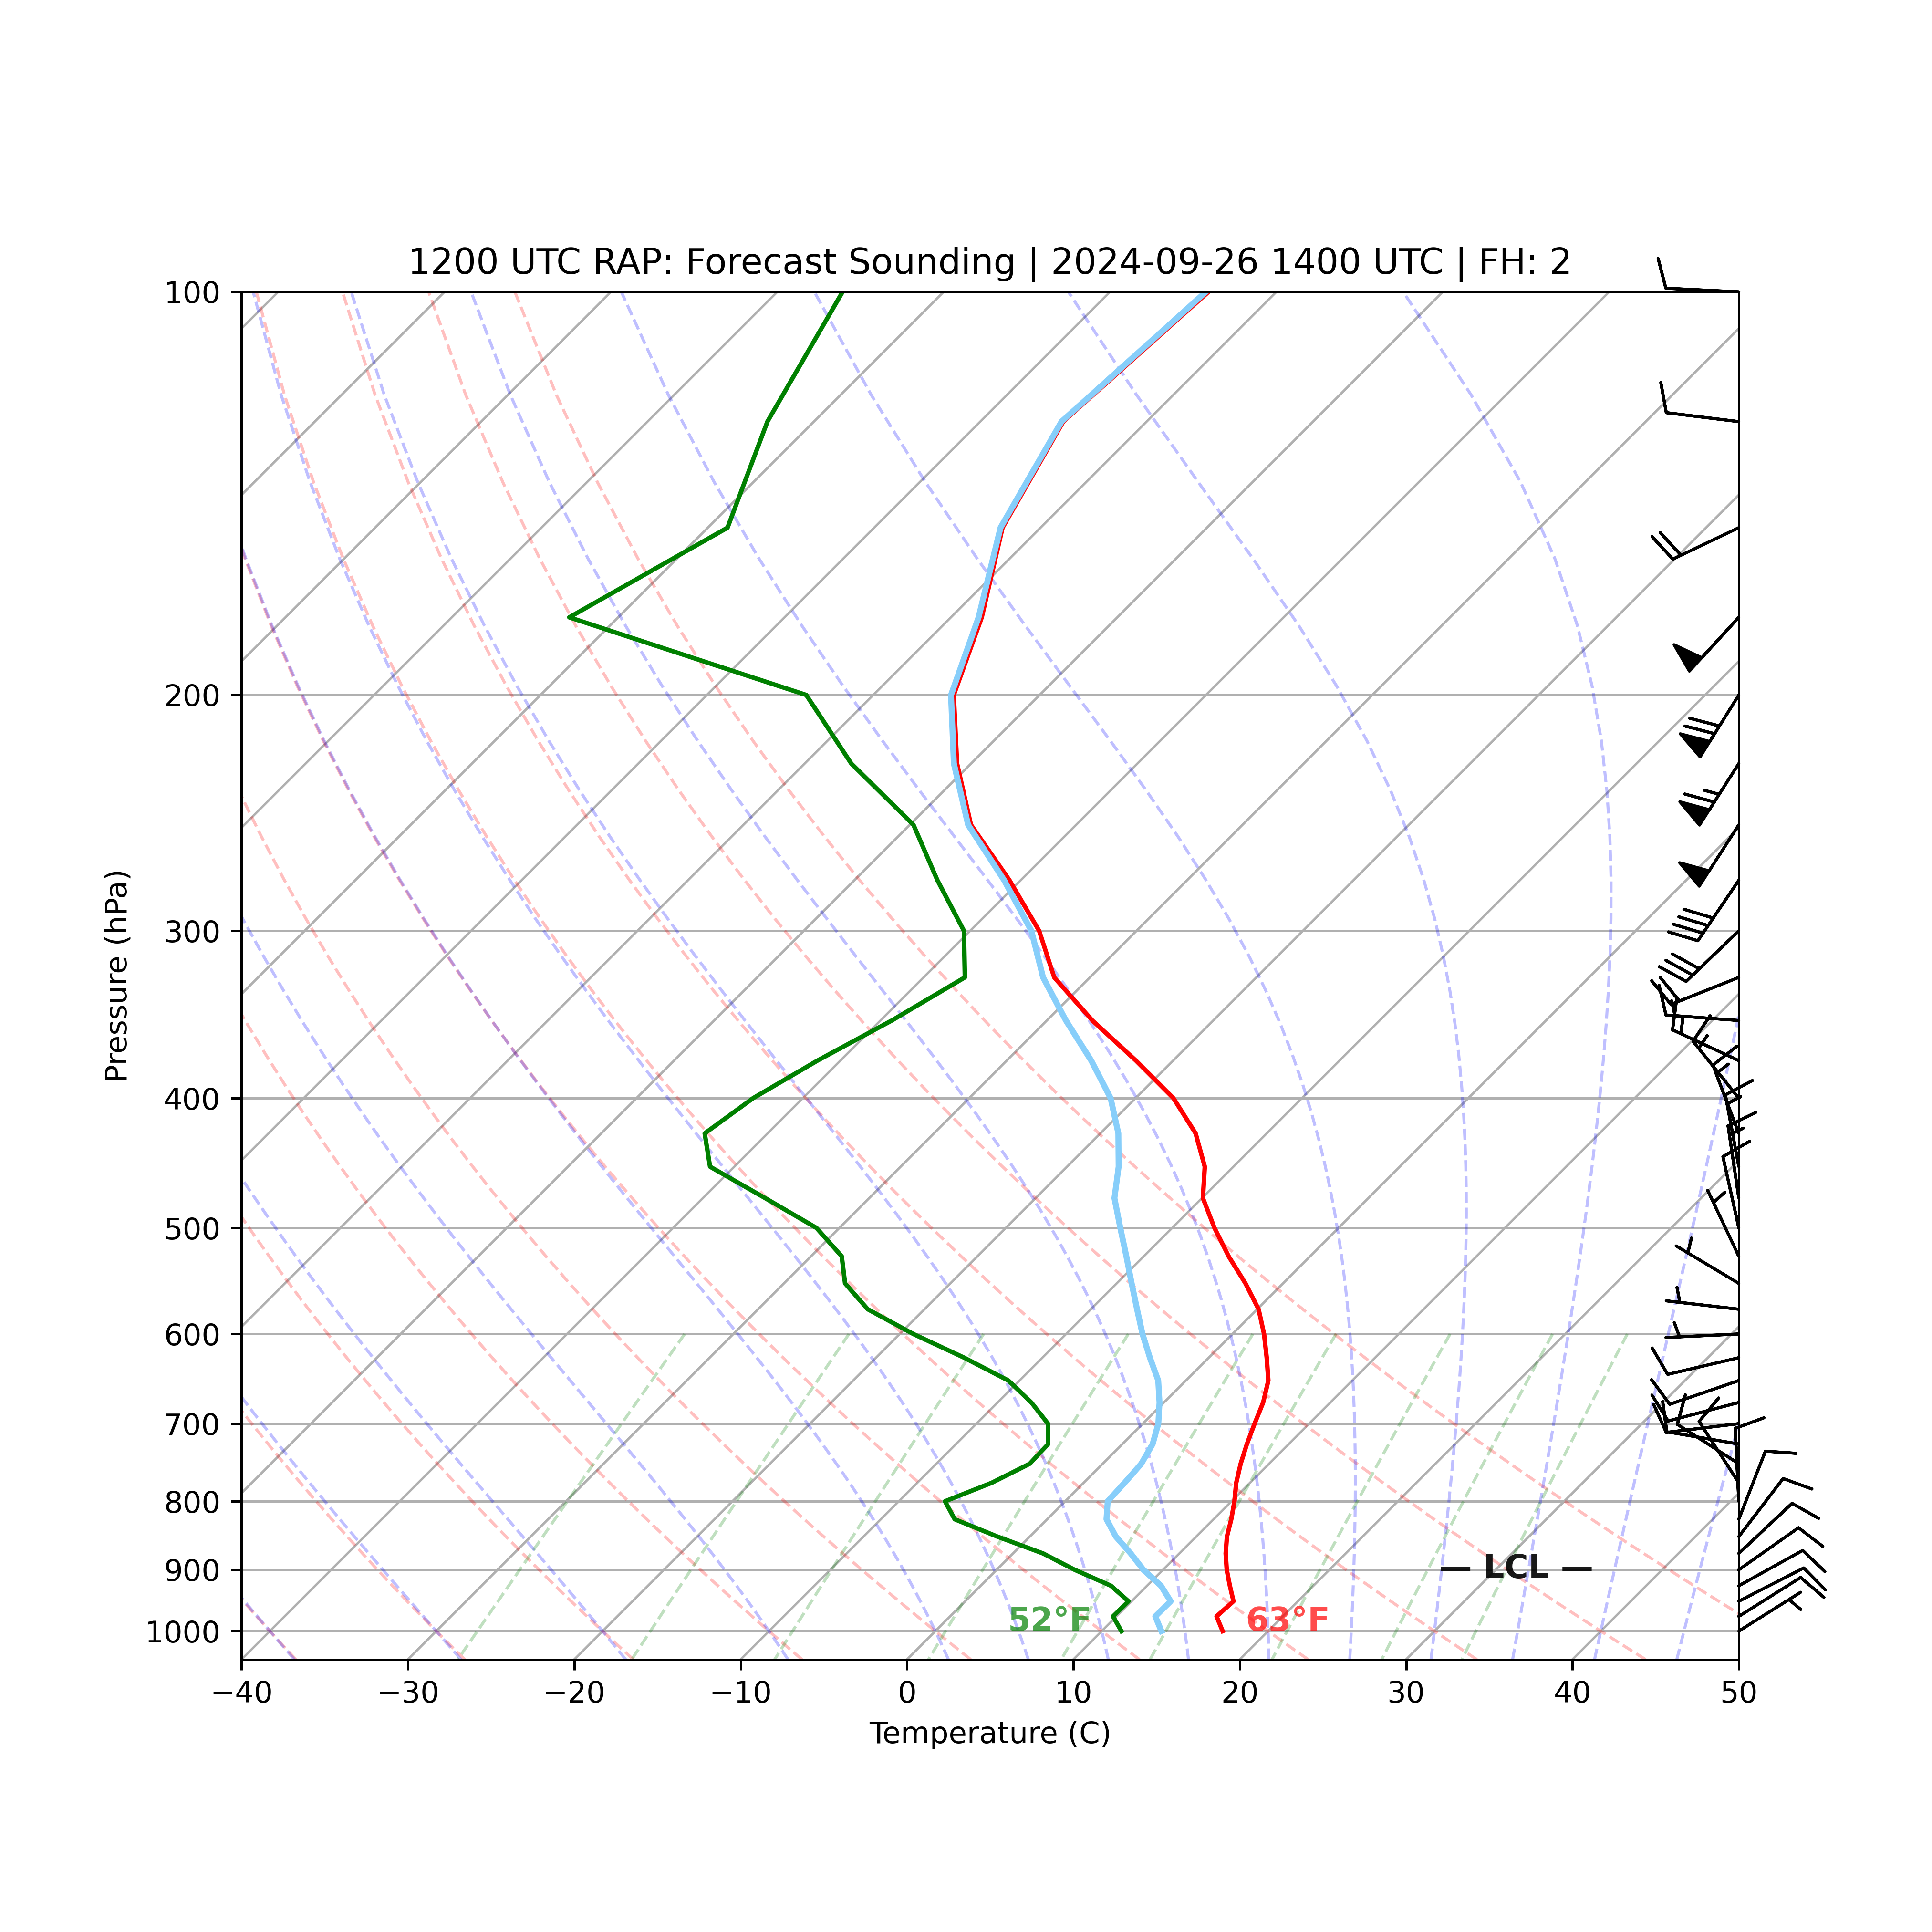 1200 UTC RAP: Forecast Sounding | 2024-09-26 1400 UTC | FH: 2
100
200
300
400
500
600
700
800
900
1000
Pressure (hPa)
— LCL —
52°F
63°F
−40 −30 −20 −10 0 10 20 30 40 50
Temperature (C)